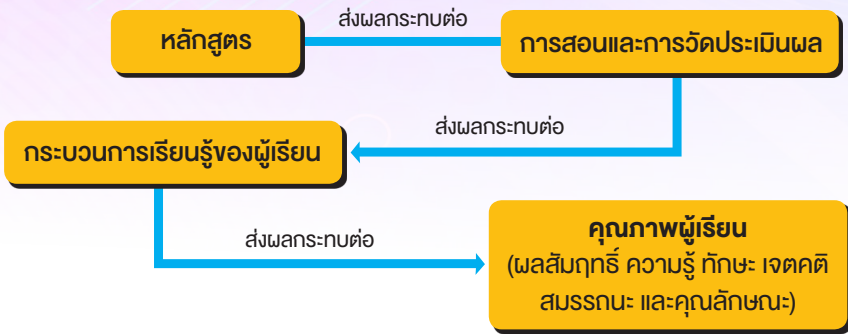 หลักสูตร
ส่งผลกระทบต่อ
การสอนและการวัดประเมินผล
ส่งผลกระทบต่อ
กระบวนการเรียนรู้ของผู้เรียน
ส่งผลกระทบต่อ
คุณภาพผู้เรียน
(ผลสัมฤทธิ์ ความรู้ ทักษะ เจตคติ
สมรรถนะ และคุณลักษณะ)